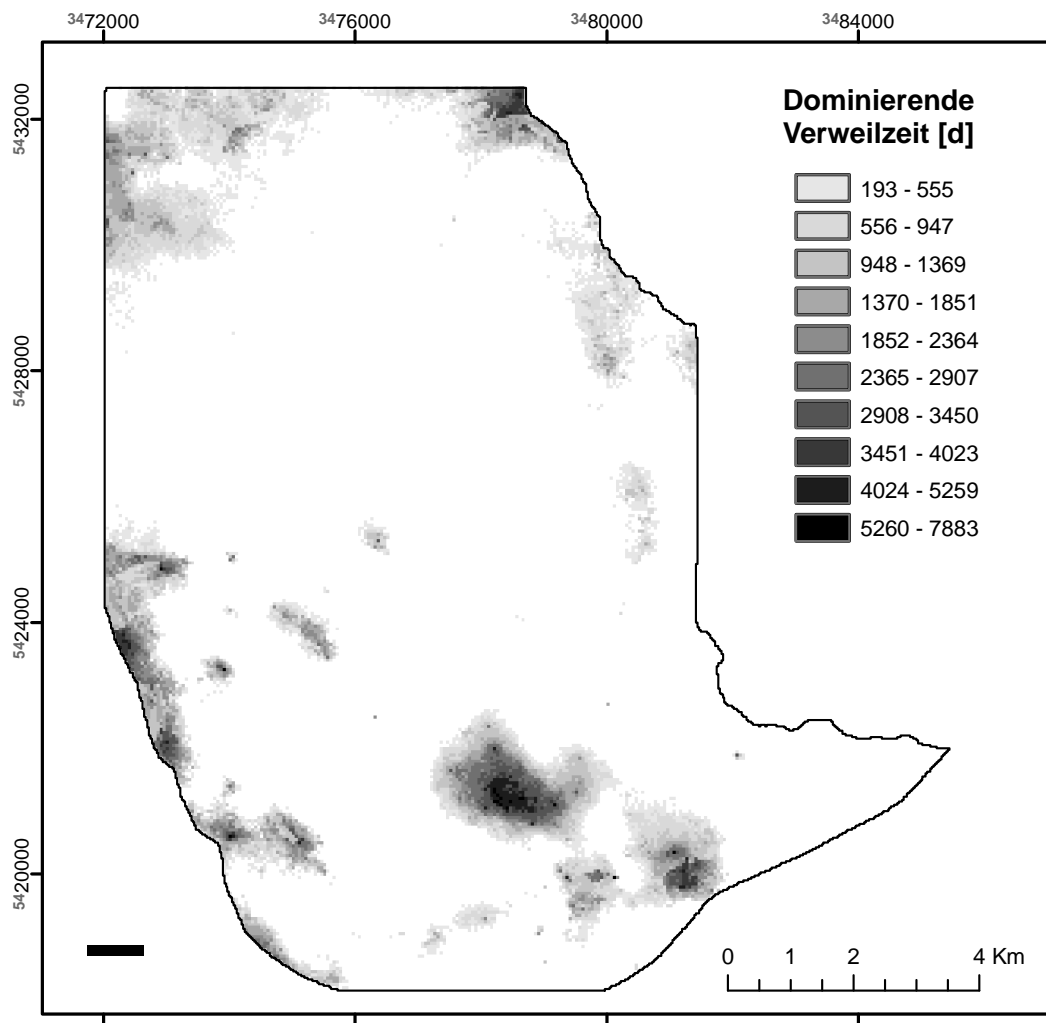 3472000 3476000 3480000 3484000
5432000
5428000
5424000
5420000
Dominierende
Verweilzeit [d]
193 - 555
556 - 947
948 - 1369
1370 - 1851
1852 - 2364
2365 - 2907
2908 - 3450
3451 - 4023
4024 - 5259
5260 - 7883
0 1 2 4 Km